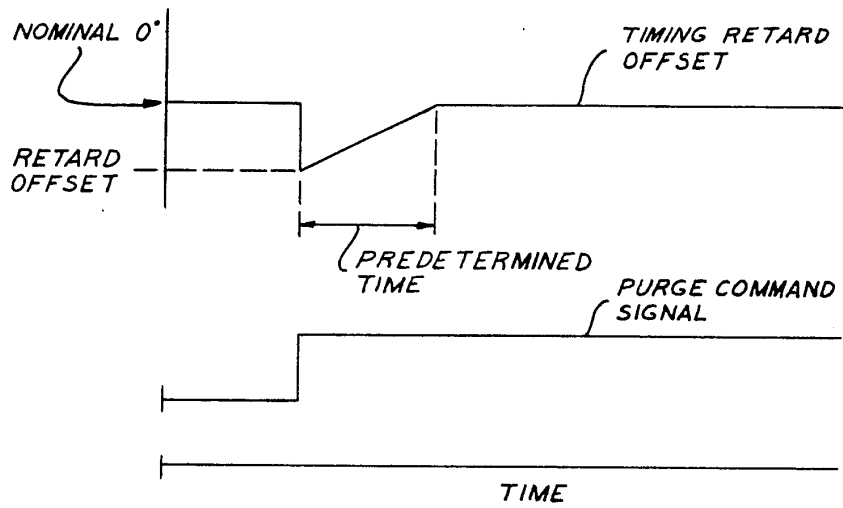 NOMINAL 0°
TIMING RETARD
OFFSET
RETARD
OFFSET
PREDETERMINED
TIME
PURGE COMMAND
SIGNAL
TIME